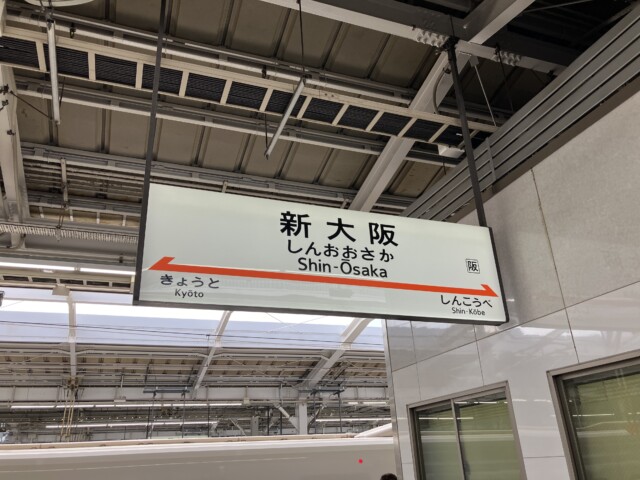 新大阪
しんおおさか
Shin-Ōsaka
阪
きょうと
Kyōto
しんこうべ
Shin-Kōbe